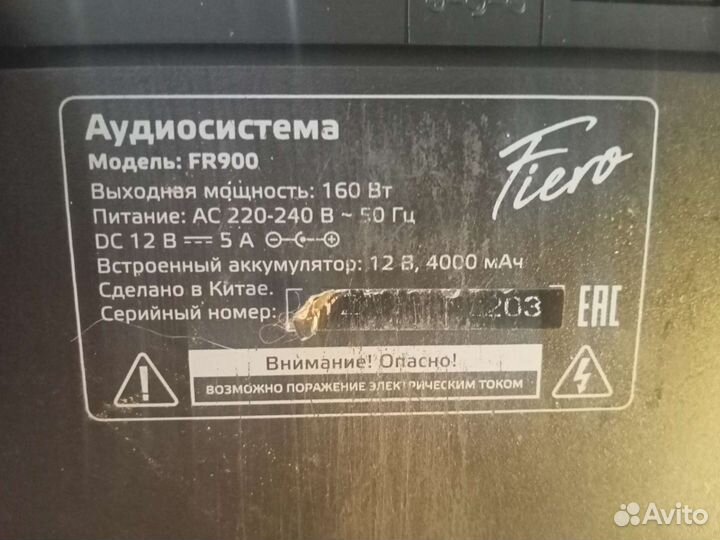 Аудиосистема
Fiero
Модель: FR900
Выходная мощность: 160 Вт
Питание: AC 220-240 В ~ 50 Гц
DC 12 В 5 А
Встроенный аккумулятор: 12 В, 4000 мАч
Сделано в Китае.
Серийный номер: 203
EAC
Внимание! Опасно!
ВОЗМОЖНО ПОРАЖЕНИЕ ЭЛЕКТРИЧЕСКИМ ТОКОМ
Avito